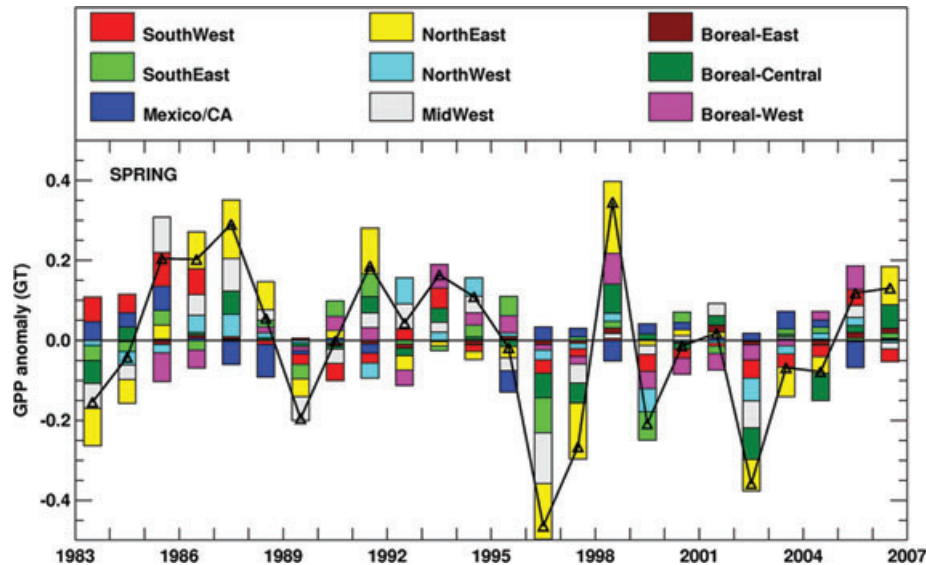 SouthWest NorthEast Boreal-East
SouthEast NorthWest Boreal-Central
Mexico/CA MidWest Boreal-West
SPRING
GPP anomaly (GT)
0.4
0.2
0.0
-0.2
-0.4
1983 1986 1989 1992 1995 1998 2001 2004 2007